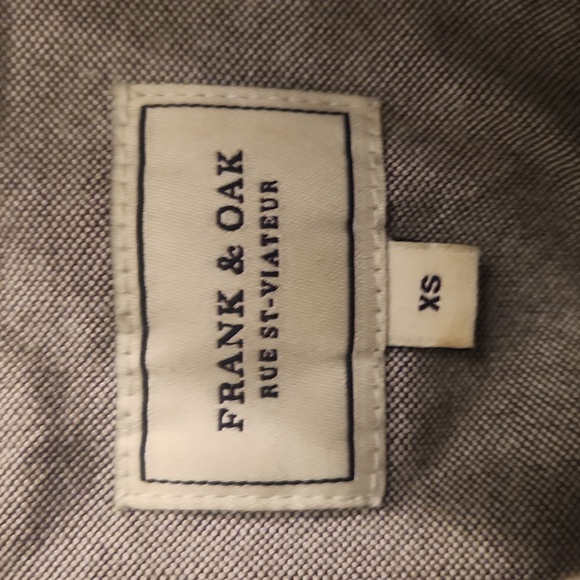 FRANK & OAK
RUE ST-VIATEUR
XS